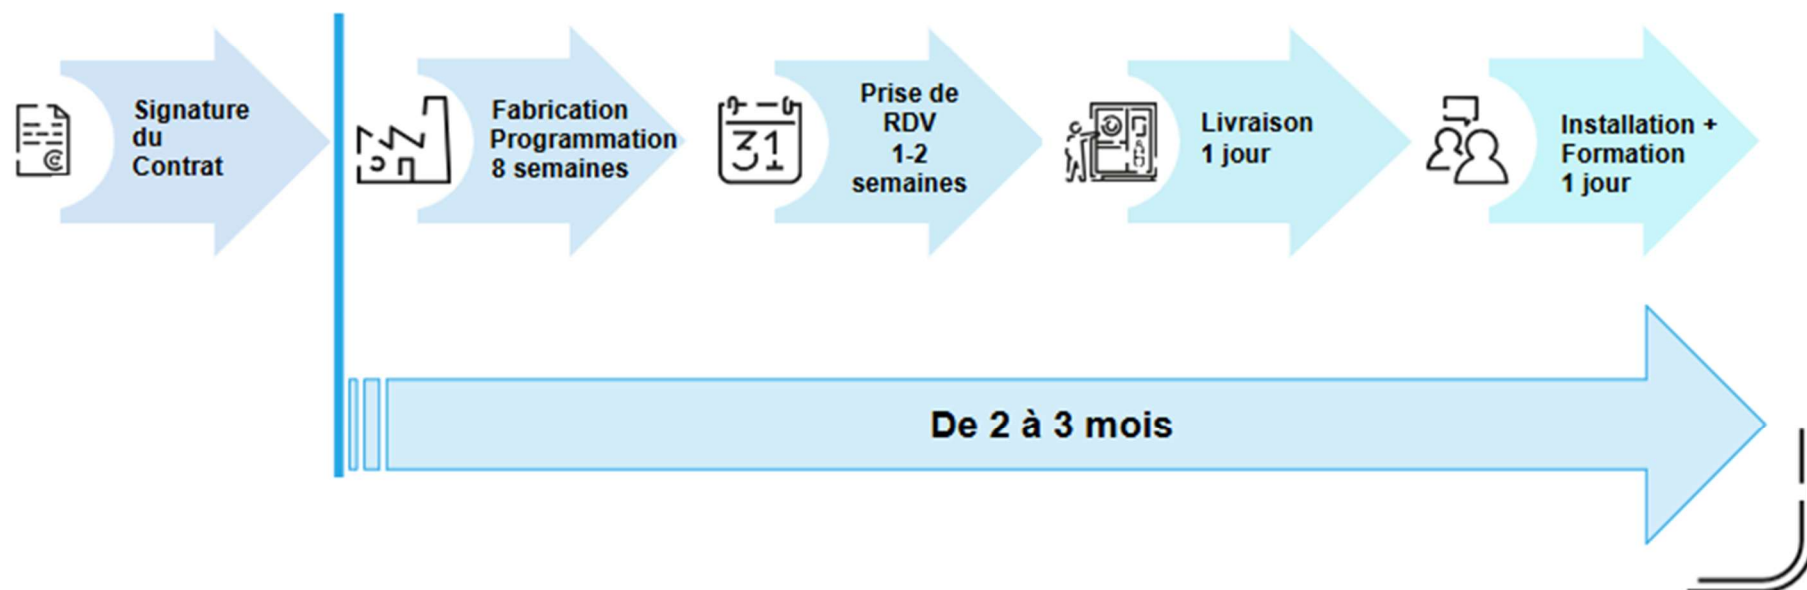 Signature
du
Contrat
Fabrication
Programmation
8 semaines
31
Prise de
RDV
1-2
semaines
Livraison
1 jour
Installation +
Formation
1 jour
De 2 à 3 mois